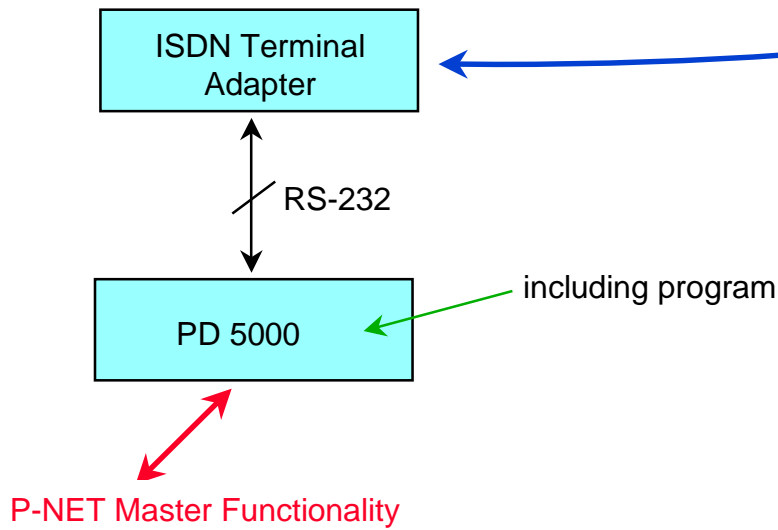 ISDN Terminal
Adapter
RS-232
including program
PD 5000
P-NET Master Functionality